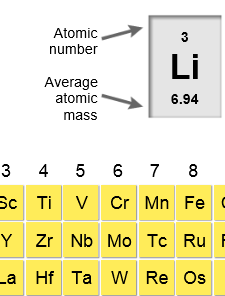 Atomic
number
3
Li
Average
atomic
mass
6.94
3 4 5 6 7 8
Sc Ti V Cr Mn Fe
Y Zr Nb Mo Tc Ru
La Hf Ta W Re Os